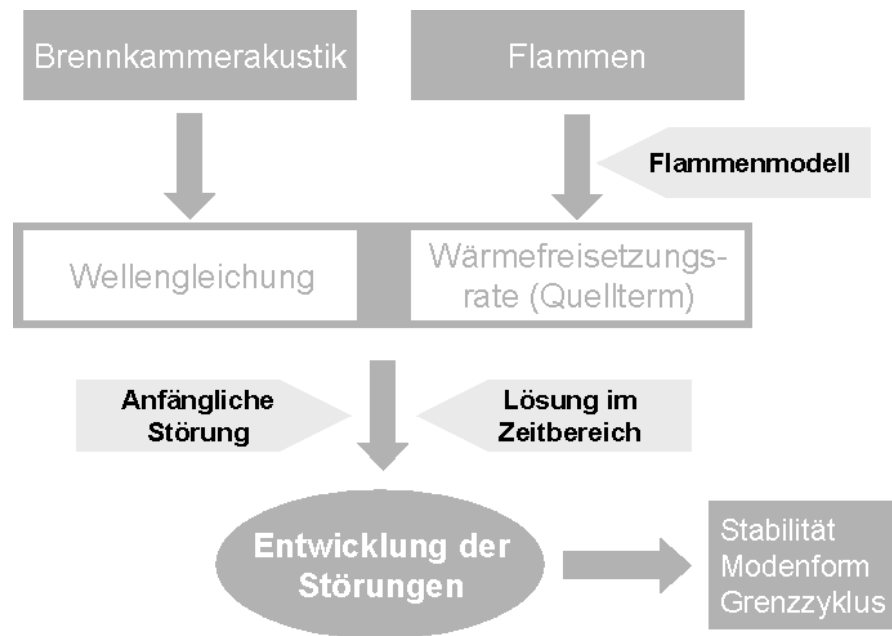 Brennkammerakustik
Flammen
Flammenmodell
Wellengleichung
Wärmefreisetzungs-
rate (Quellterm)
Anfängliche
Störung
Lösung im
Zeitbereich
Entwicklung der
Störungen
Stabilität
Modenform
Grenzzyklus